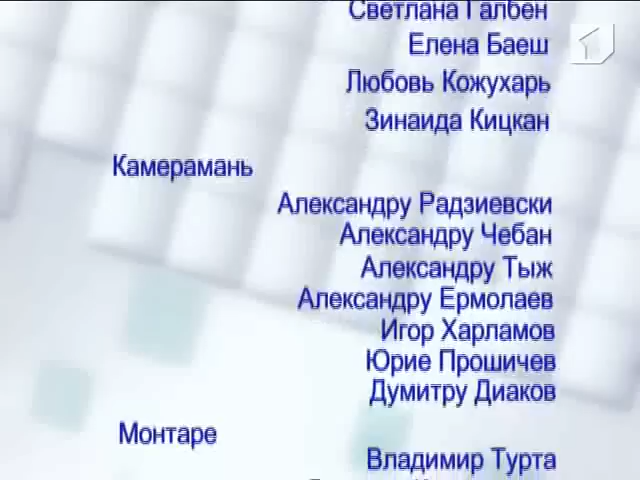 Светлана Галбен
Елена Баеш
Любовь Кожухарь
Зинаида Кицкан
Камерамань
Александру Радзиевски
Александру Чебан
Александру Тыж
Александру Ермолаев
Игор Харламов
Юрие Прошичев
Думитру Диаков
Монтаре
Владимир Турта